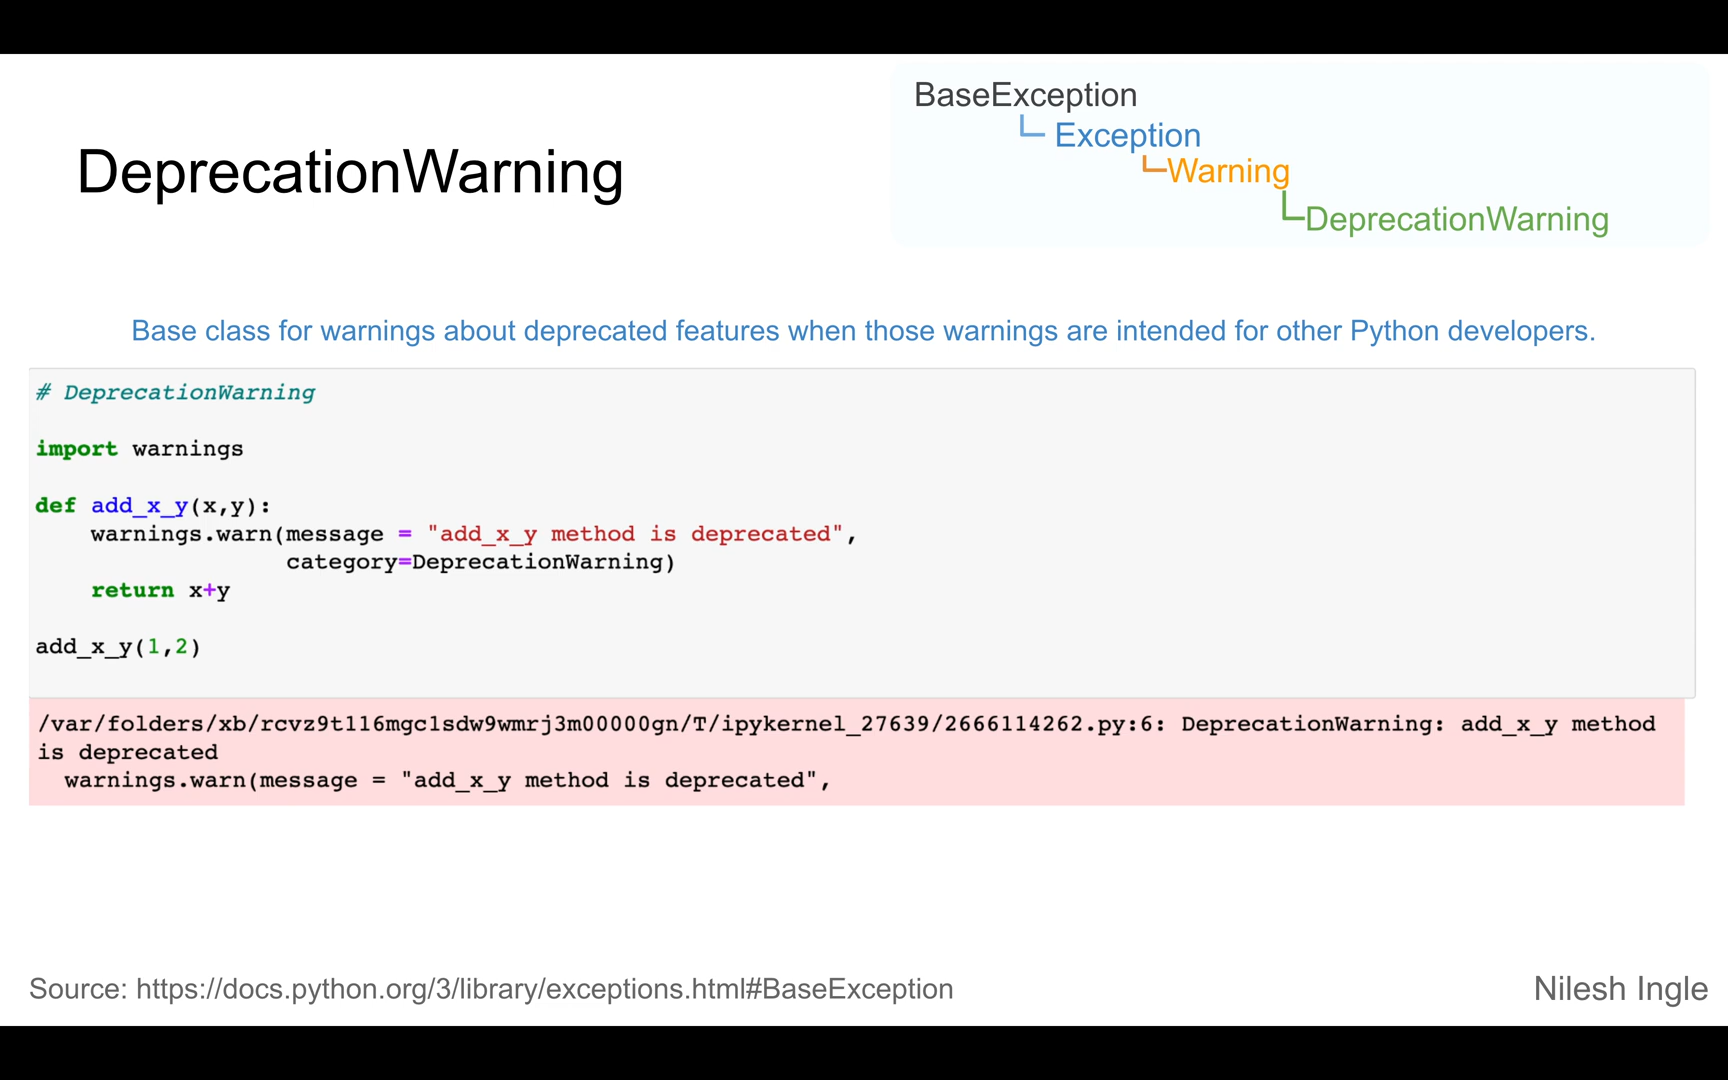 BaseException
Exception
Warning
DeprecationWarning
DeprecationWarning
Base class for warnings about deprecated features when those warnings are intended for other Python developers.
# DeprecationWarning
import warnings
def add_x_y(x,y):
    warnings.warn(message = "add_x_y method is deprecated",
                  category=DeprecationWarning)
    return x+y
add_x_y(1,2)
/var/folders/xb/rcvz9t116mgc1sdw9wmrj3m00000gn/T/ipykernel_27639/2666114262.py:6: DeprecationWarning: add_x_y method
is deprecated
  warnings.warn(message = "add_x_y method is deprecated",
Source: https://docs.python.org/3/library/exceptions.html#BaseException
Nilesh Ingle